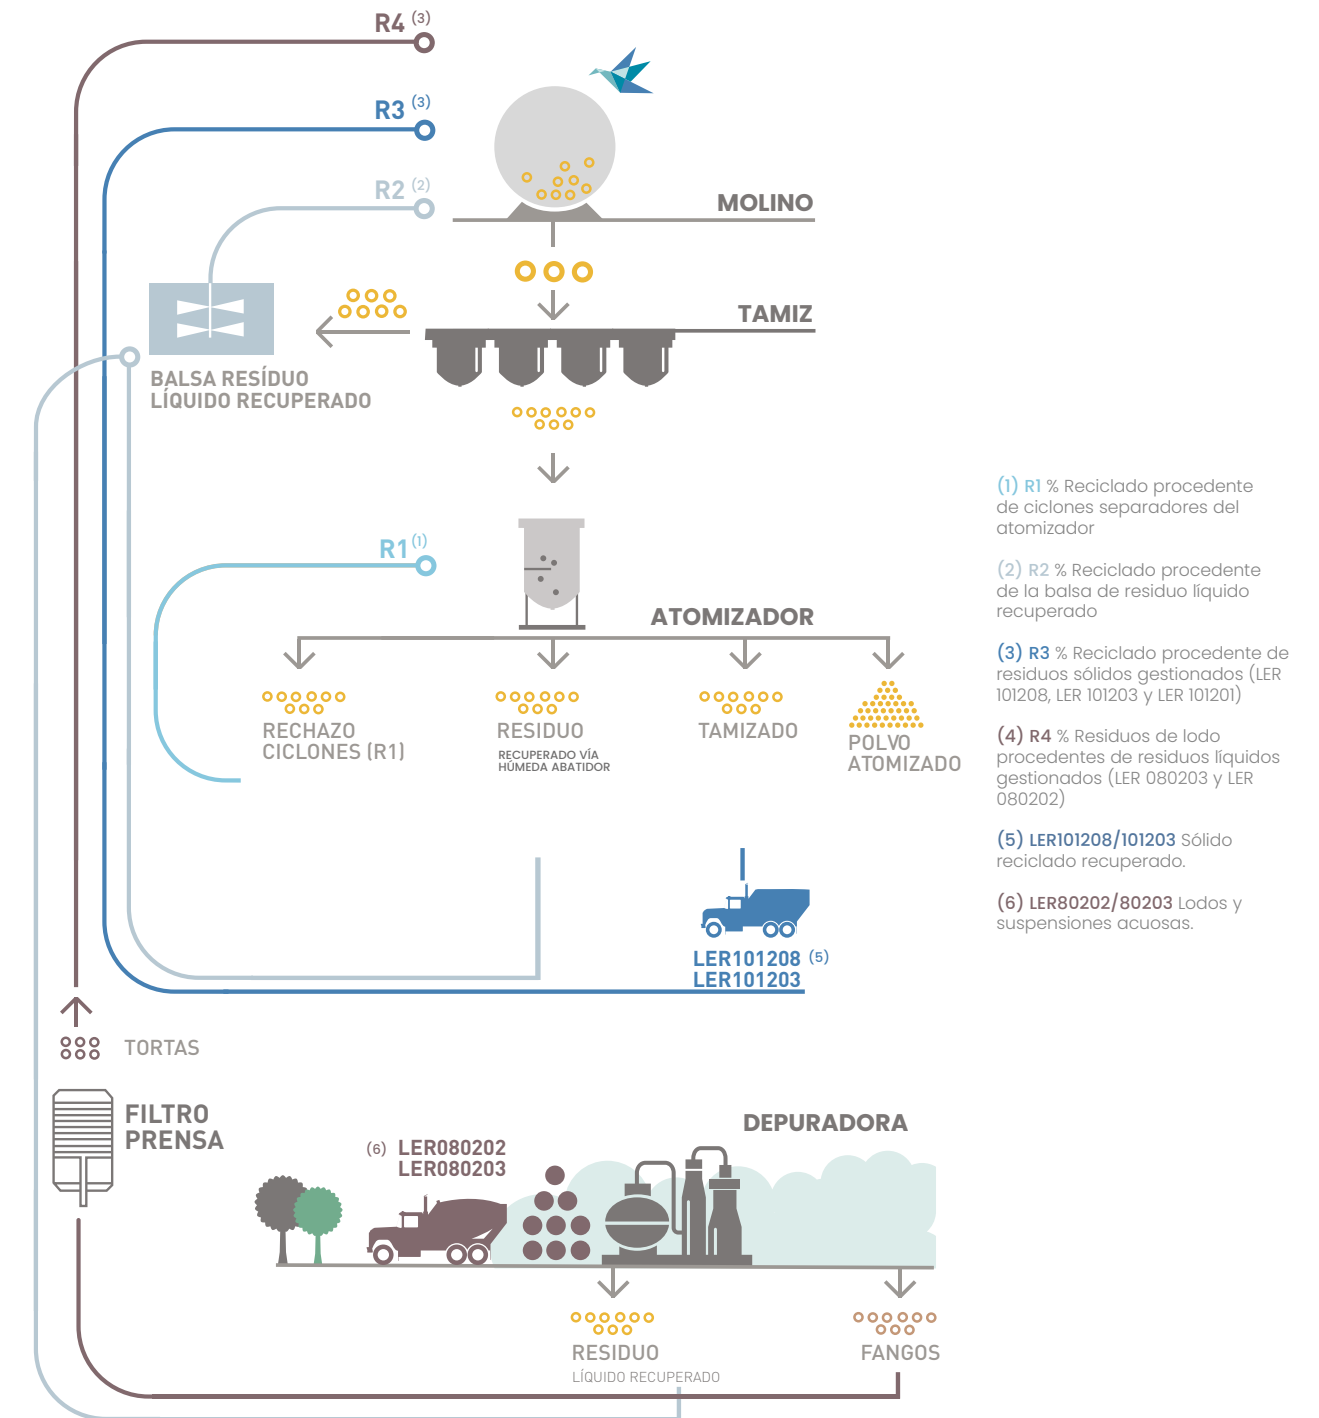 R4 (3)
R3 (3)
R2 (2)
MOLINO
TAMIZ
BALSA RESÍDUO
LÍQUIDO RECUPERADO
R1 (1)
ATOMIZADOR
RECHAZO
CICLONES (R1)
RESIDUO
RECUPERADO VÍA
HÚMEDA ABATIDOR
TAMIZADO
POLVO
ATOMIZADO
(1) R1 % Reciclado procedente
de ciclones separadores del
atomizador
(2) R2 % Reciclado procedente
de la balsa de residuo líquido
recuperado
(3) R3 % Reciclado procedente de
residuos sólidos gestionados (LER
101208, LER 101203 y LER 101201)
(4) R4 % Residuos de lodo
procedentes de residuos líquidos
gestionados (LER 080203 y LER
080202)
(5) LER101208/101203 Sólido
reciclado recuperado.
(6) LER80202/80203 Lodos y
suspensiones acuosas.
LER101208 (5)
LER101203
TORTAS
FILTRO
PRENSA
DEPURADORA
(6) LER080202
LER080203
RESIDUO
LÍQUIDO RECUPERADO
FANGOS